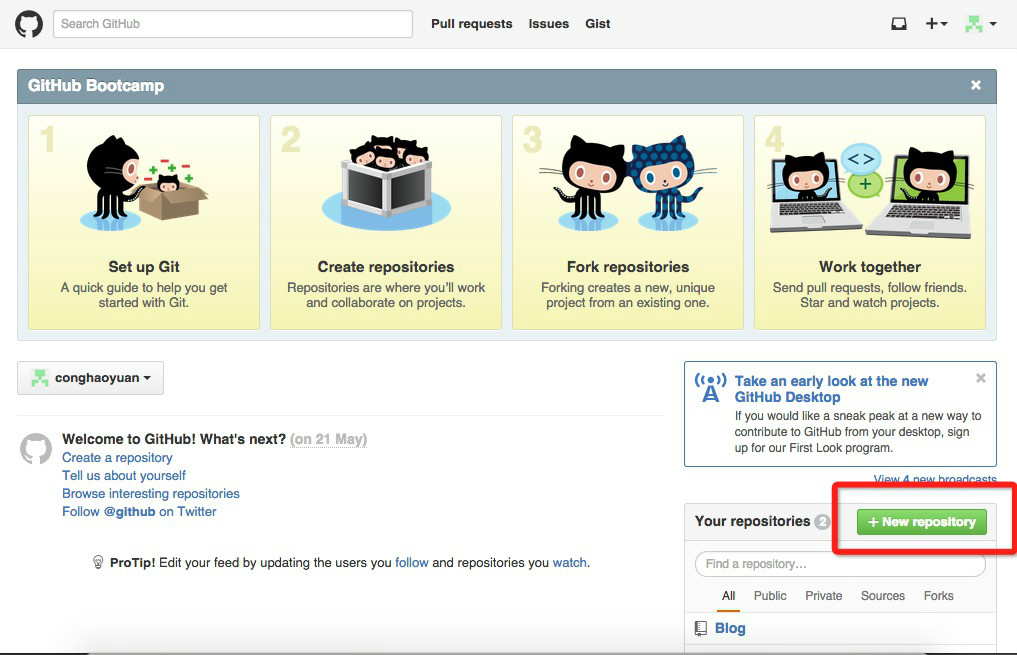 Search GitHub
Pull requests
Issues
Gist
GitHub Bootcamp
1
Set up Git
A quick guide to help you get
started with Git.
2
Create repositories
Repositories are where you'll work
and collaborate on projects.
3
Fork repositories
Forking creates a new, unique
project from an existing one.
4
Work together
Send pull requests, follow friends.
Star and watch projects.
conghaoyuan
Welcome to GitHub! What's next? (on 21 May)
Create a repository
Tell us about yourself
Browse interesting repositories
Follow @github on Twitter
ProTip! Edit your feed by updating the users you follow and repositories you watch.
Take an early look at the new
GitHub Desktop
If you would like a sneak peak at a new way to
contribute to GitHub from your desktop, sign
up for our First Look program.
View 4 new broadcasts
Your repositories 2
+ New repository
Find a repository...
All
Public
Private
Sources
Forks
Blog